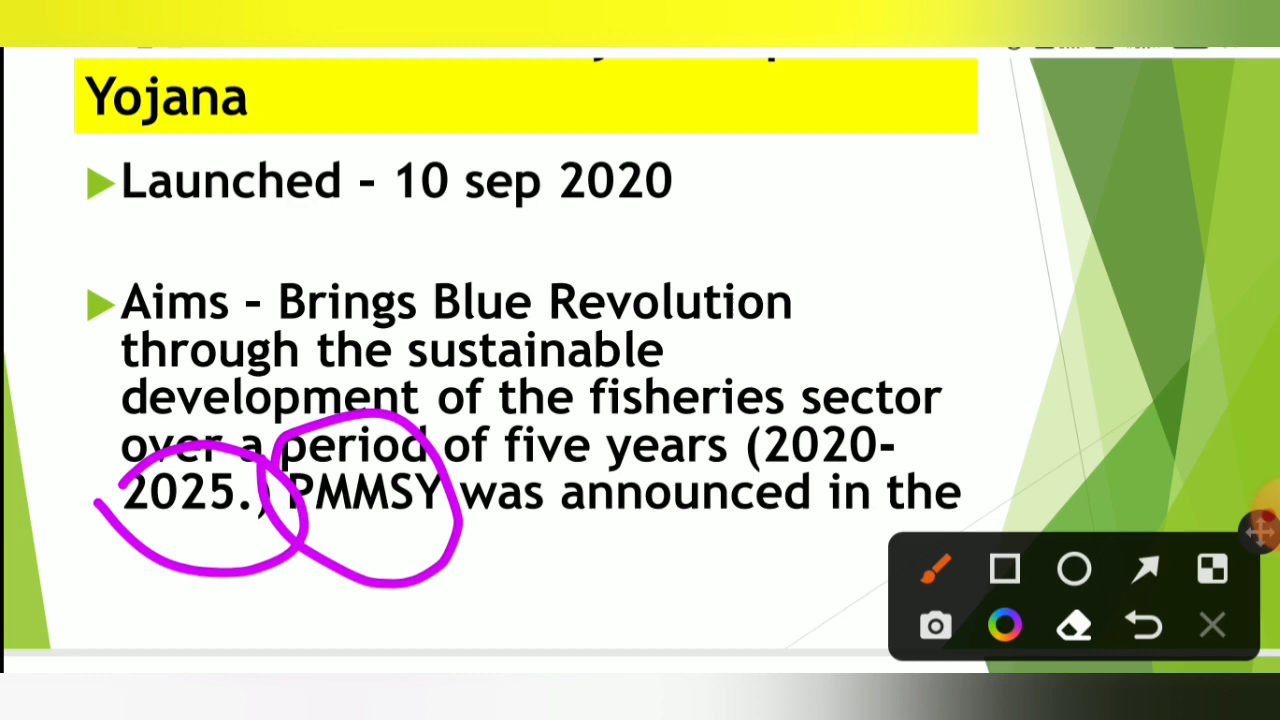 Yojana
Launched – 10 sep 2020
Aims – Brings Blue Revolution
through the sustainable
development of the fisheries sector
over a period of five years (2020-
2025.) PMMSY was announced in the